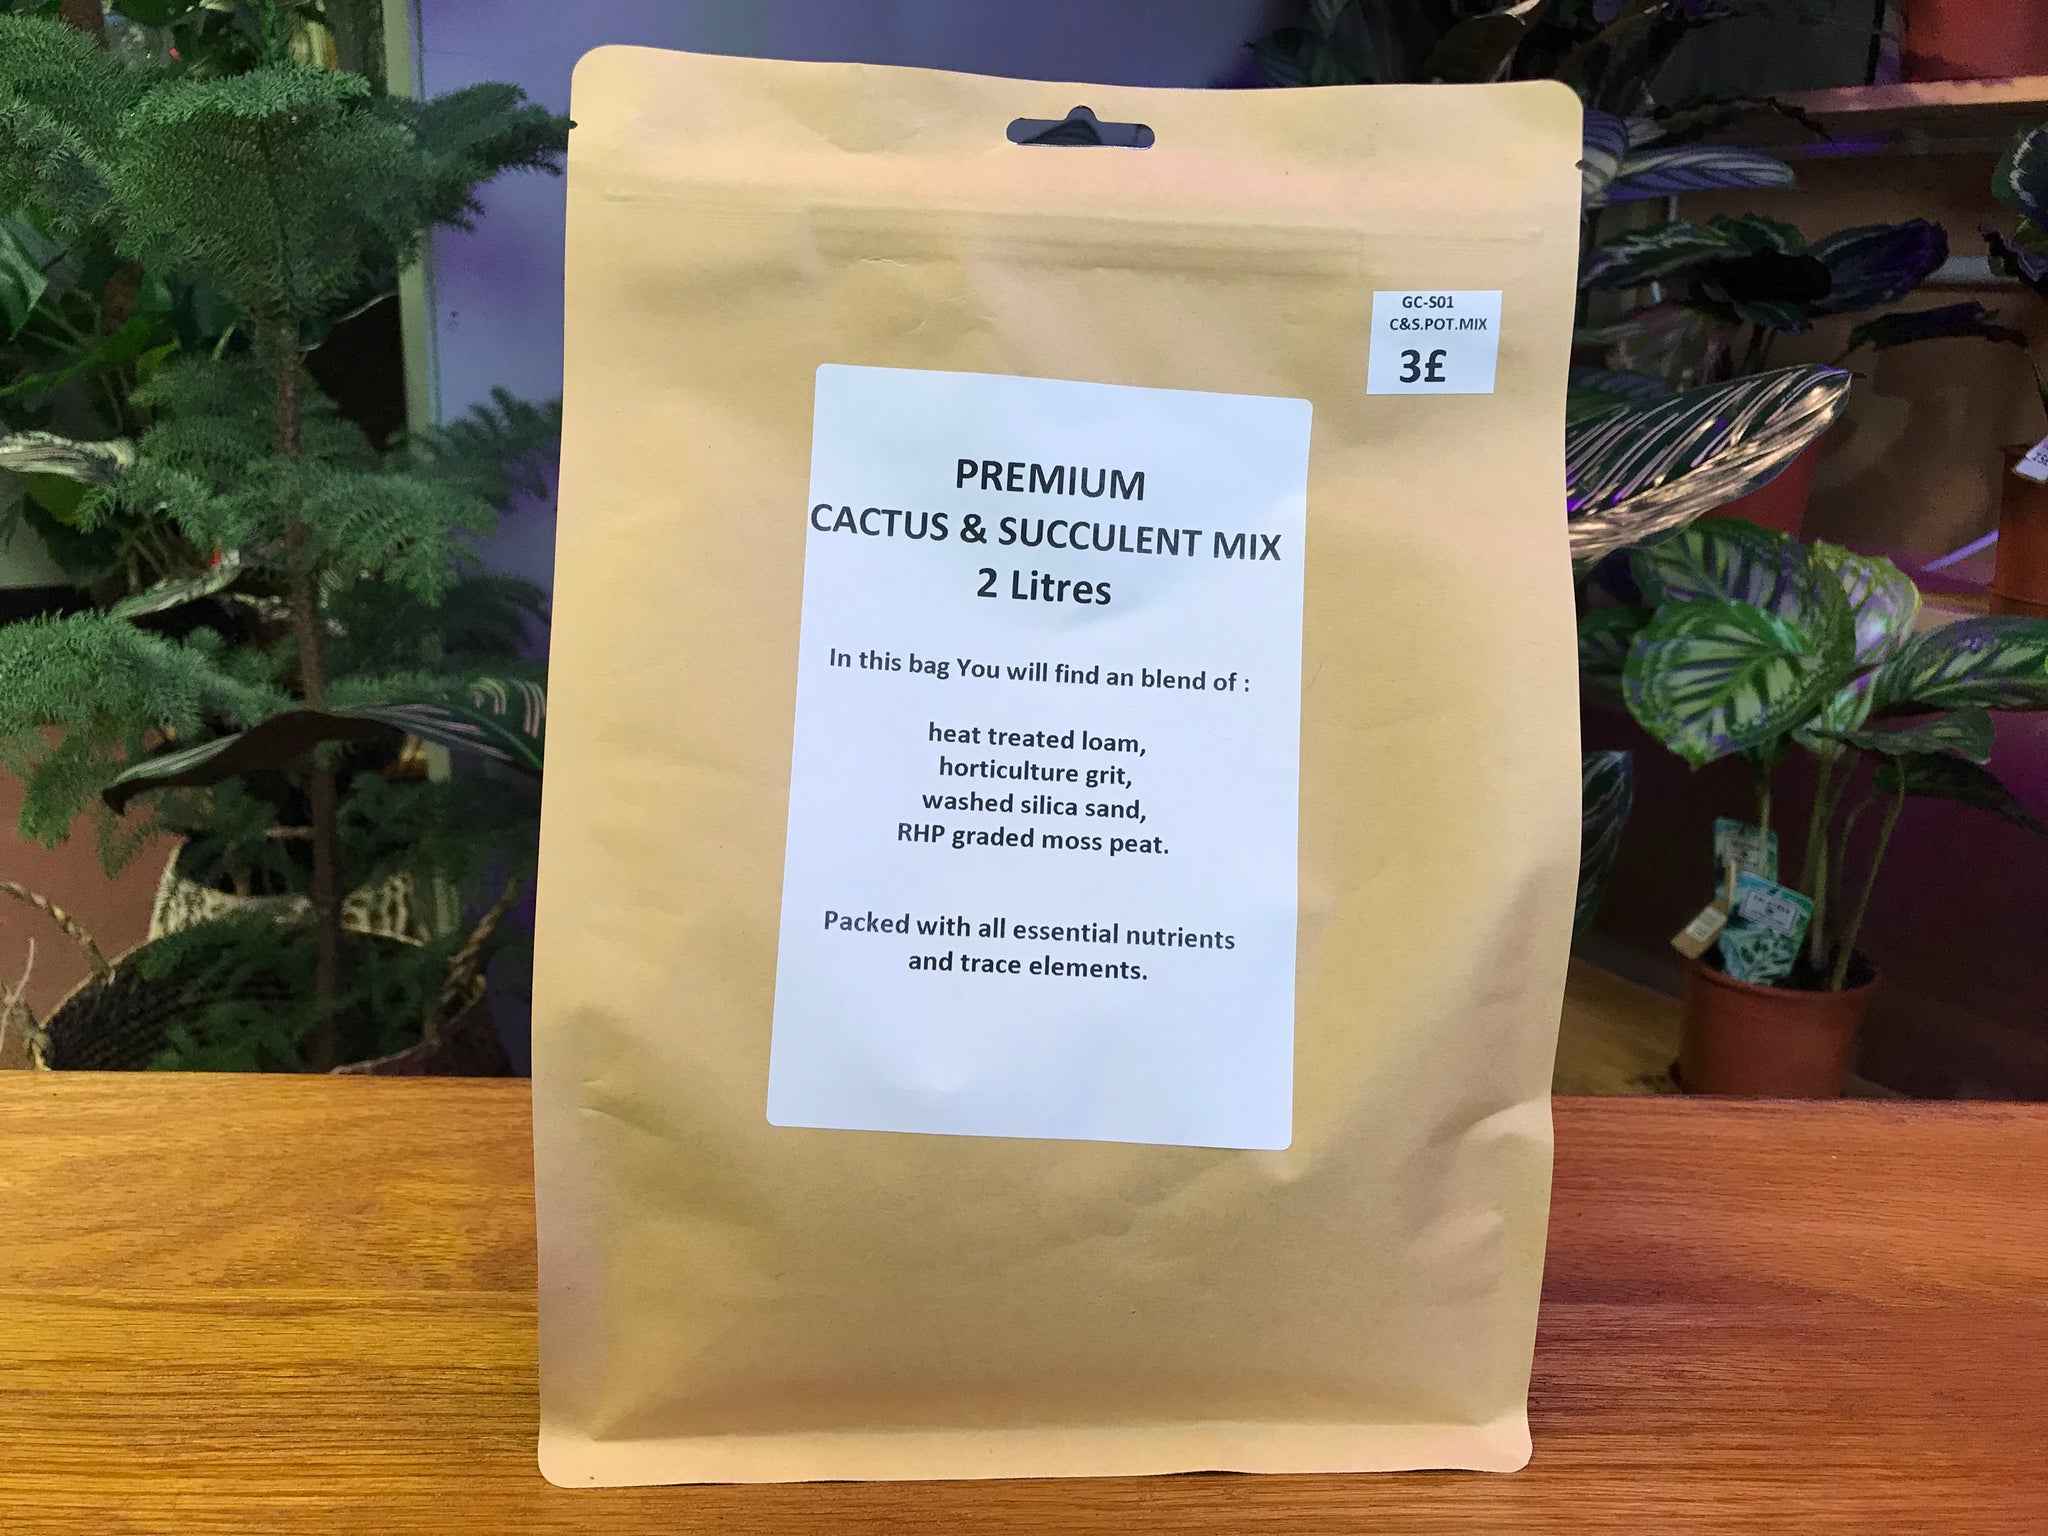 GC-S01
C&S.POT.MIX
3£
PREMIUM
CACTUS & SUCCULENT MIX
2 Litres
In this bag You will find an blend of :
heat treated loam,
horticulture grit,
washed silica sand,
RHP graded moss peat.
Packed with all essential nutrients
and trace elements.